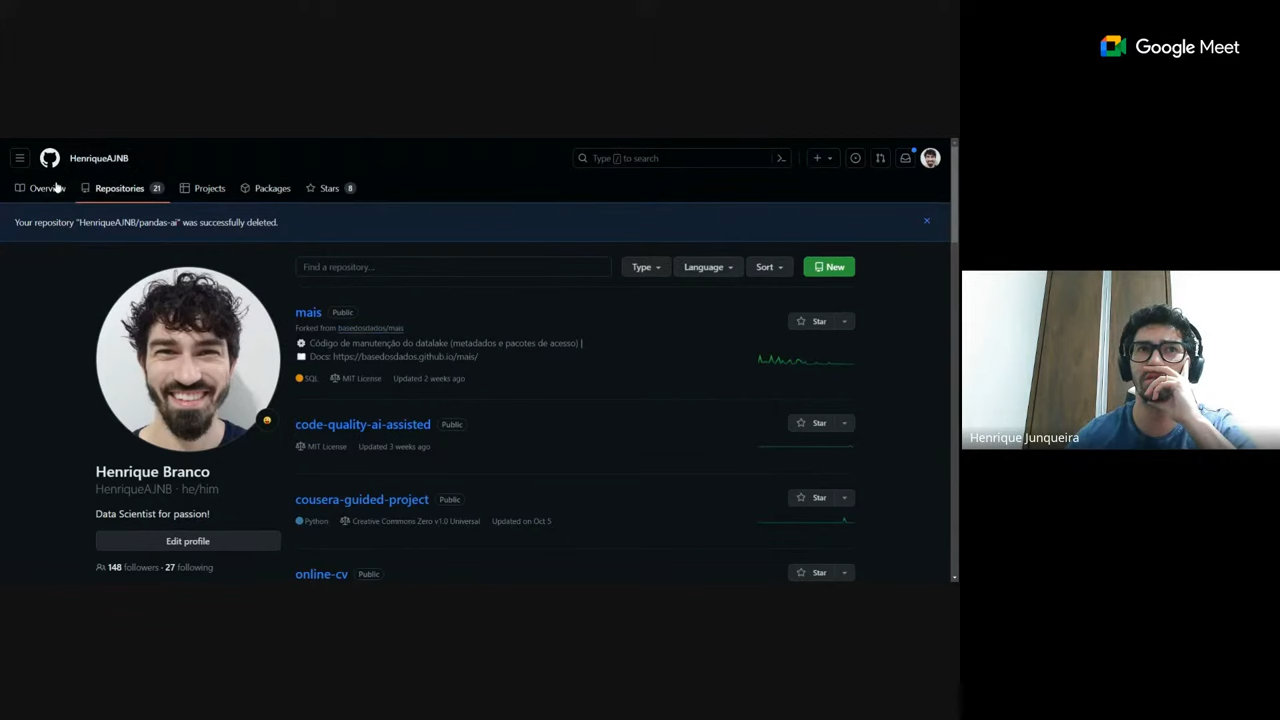 Google Meet
HenriqueAJNB
Type / to search
Overview
Repositories 21
Projects
Packages
Stars 8
Your repository "HenriqueAJNB/pandas-ai" was successfully deleted.
Find a repository...
Type
Language
Sort
New
mais Public
Star
Forked from basedosdados/mais
Código de manutenção do datalake (metadados e pacotes de acesso) |
Docs: https://basedosdados.github.io/mais/
SQL MIT License Updated 2 weeks ago
code-quality-ai-assisted Public
Star
MIT License Updated 3 weeks ago
Henrique Branco
HenriqueAJNB · he/him
Data Scientist for passion!
Edit profile
148 followers · 27 following
cousera-guided-project Public
Star
Python Creative Commons Zero v1.0 Universal Updated on Oct 5
online-cv Public
Star
Henrique Junqueira